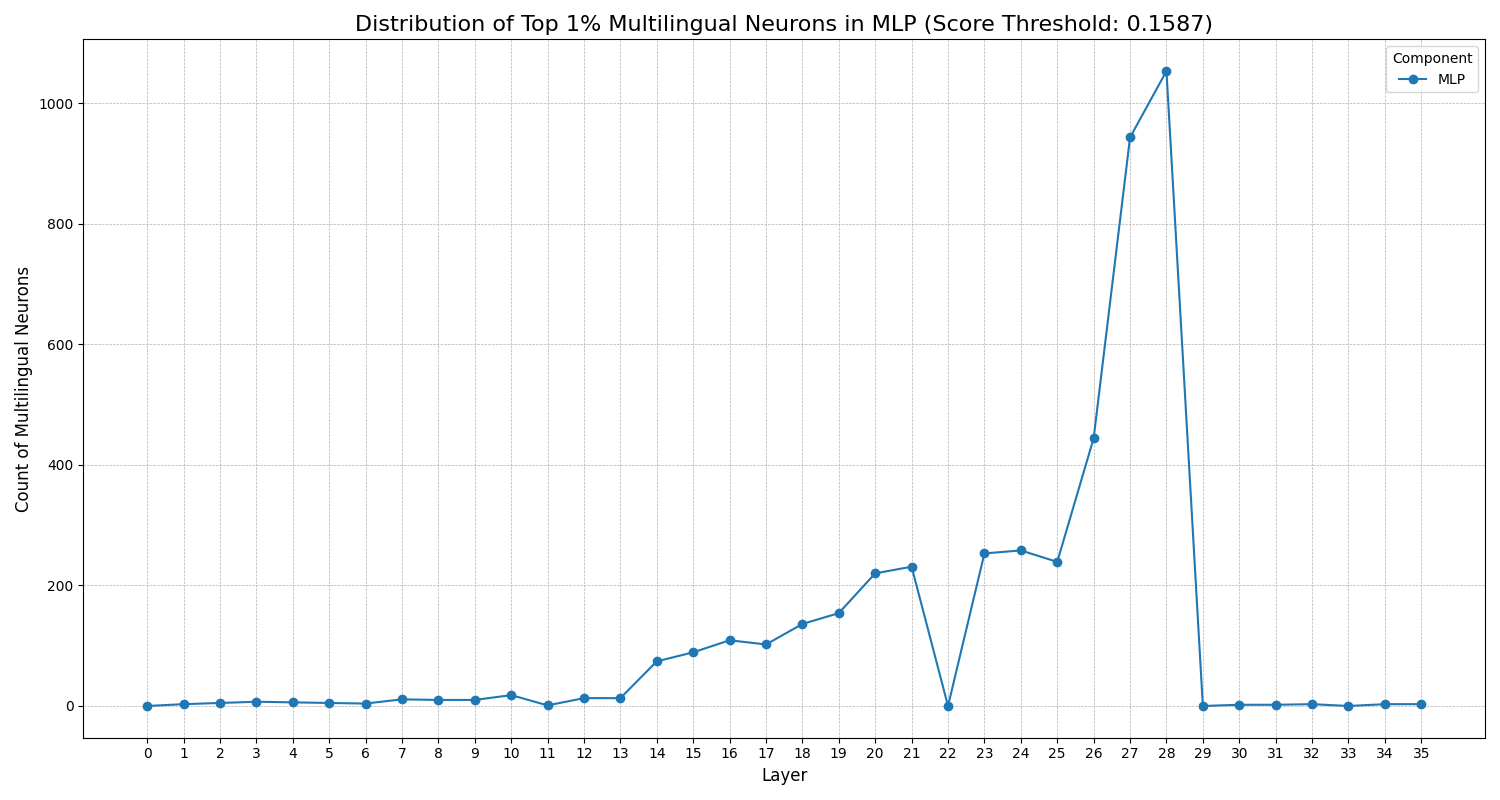 Distribution of Top 1% Multilingual Neurons in MLP (Score Threshold: 0.1587)
Component
MLP
1000
800
600
400
200
0
Count of Multilingual Neurons
0 1 2 3 4 5 6 7 8 9 10 11 12 13 14 15 16 17 18 19 20 21 22 23 24 25 26 27 28 29 30 31 32 33 34 35
Layer